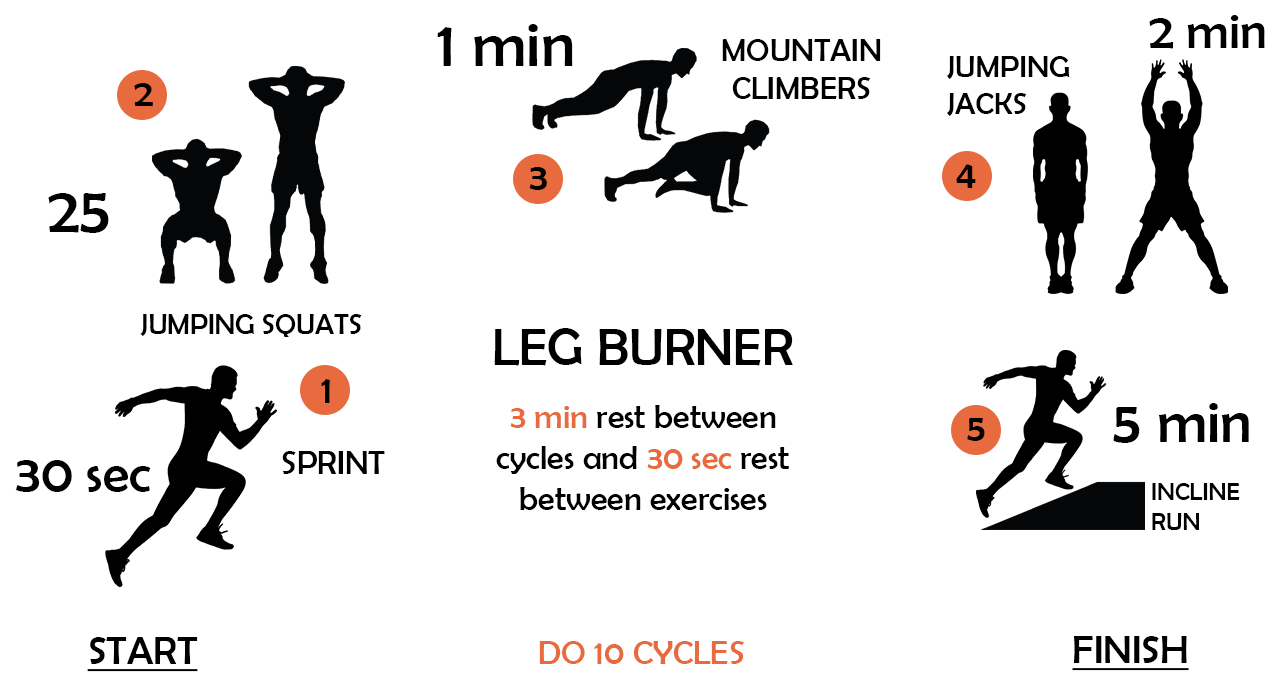 1 min
MOUNTAIN
CLIMBERS
3
2
25
JUMPING SQUATS
1
SPRINT
30 sec
START
LEG BURNER
3 min rest between
cycles and 30 sec rest
between exercises
DO 10 CYCLES
2 min
JUMPING
JACKS
4
5
5 min
INCLINE
RUN
FINISH